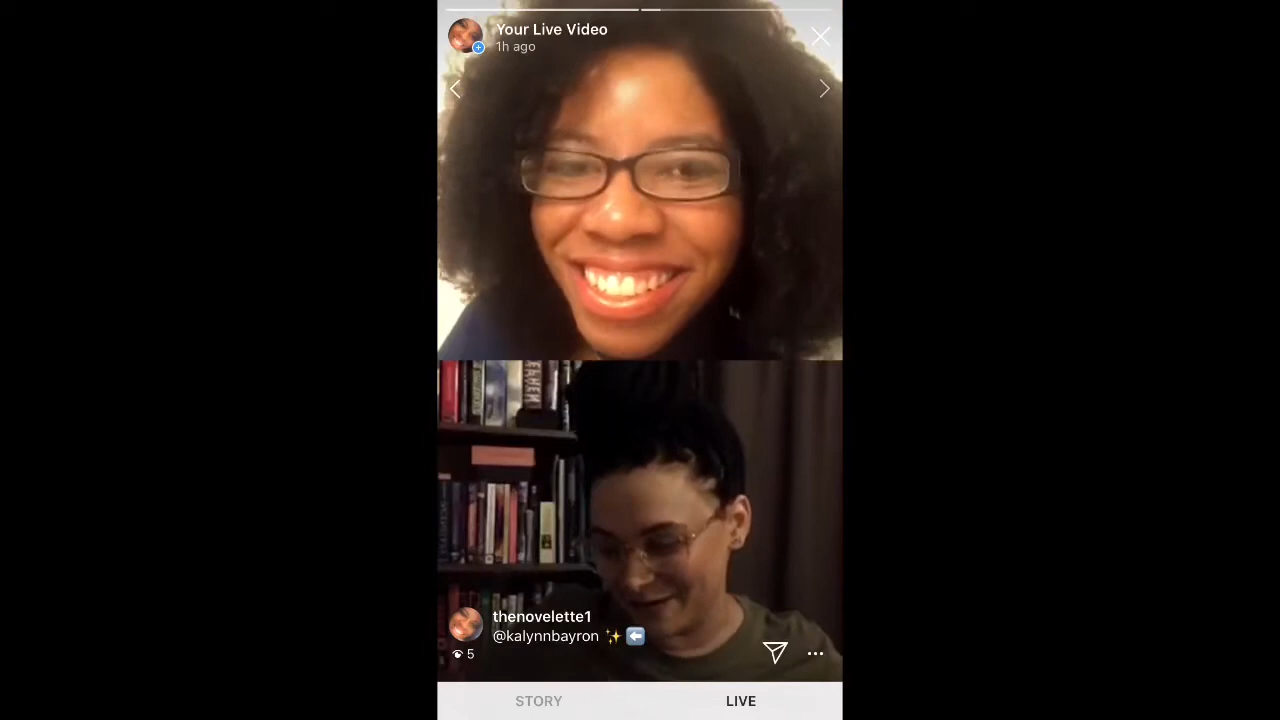 Your Live Video
1h ago
thenovelette1
@kalynnbayron ✨ ⬅️
5
STORY
LIVE